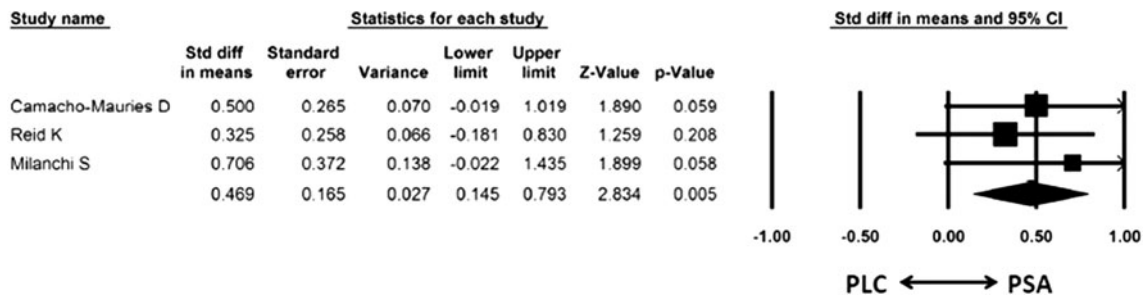 Study name Statistics for each study Std diff in means and 95% CI
Std diff in means Standard error Variance Lower limit Upper limit Z-Value p-Value
Camacho-Mauries D 0.500 0.265 0.070 -0.019 1.019 1.890 0.059
Reid K 0.325 0.258 0.066 -0.181 0.830 1.259 0.208
Milanchi S 0.706 0.372 0.138 -0.022 1.435 1.899 0.058
0.469 0.165 0.027 0.145 0.793 2.834 0.005
-1.00 -0.50 0.00 0.50 1.00
PLC PSA